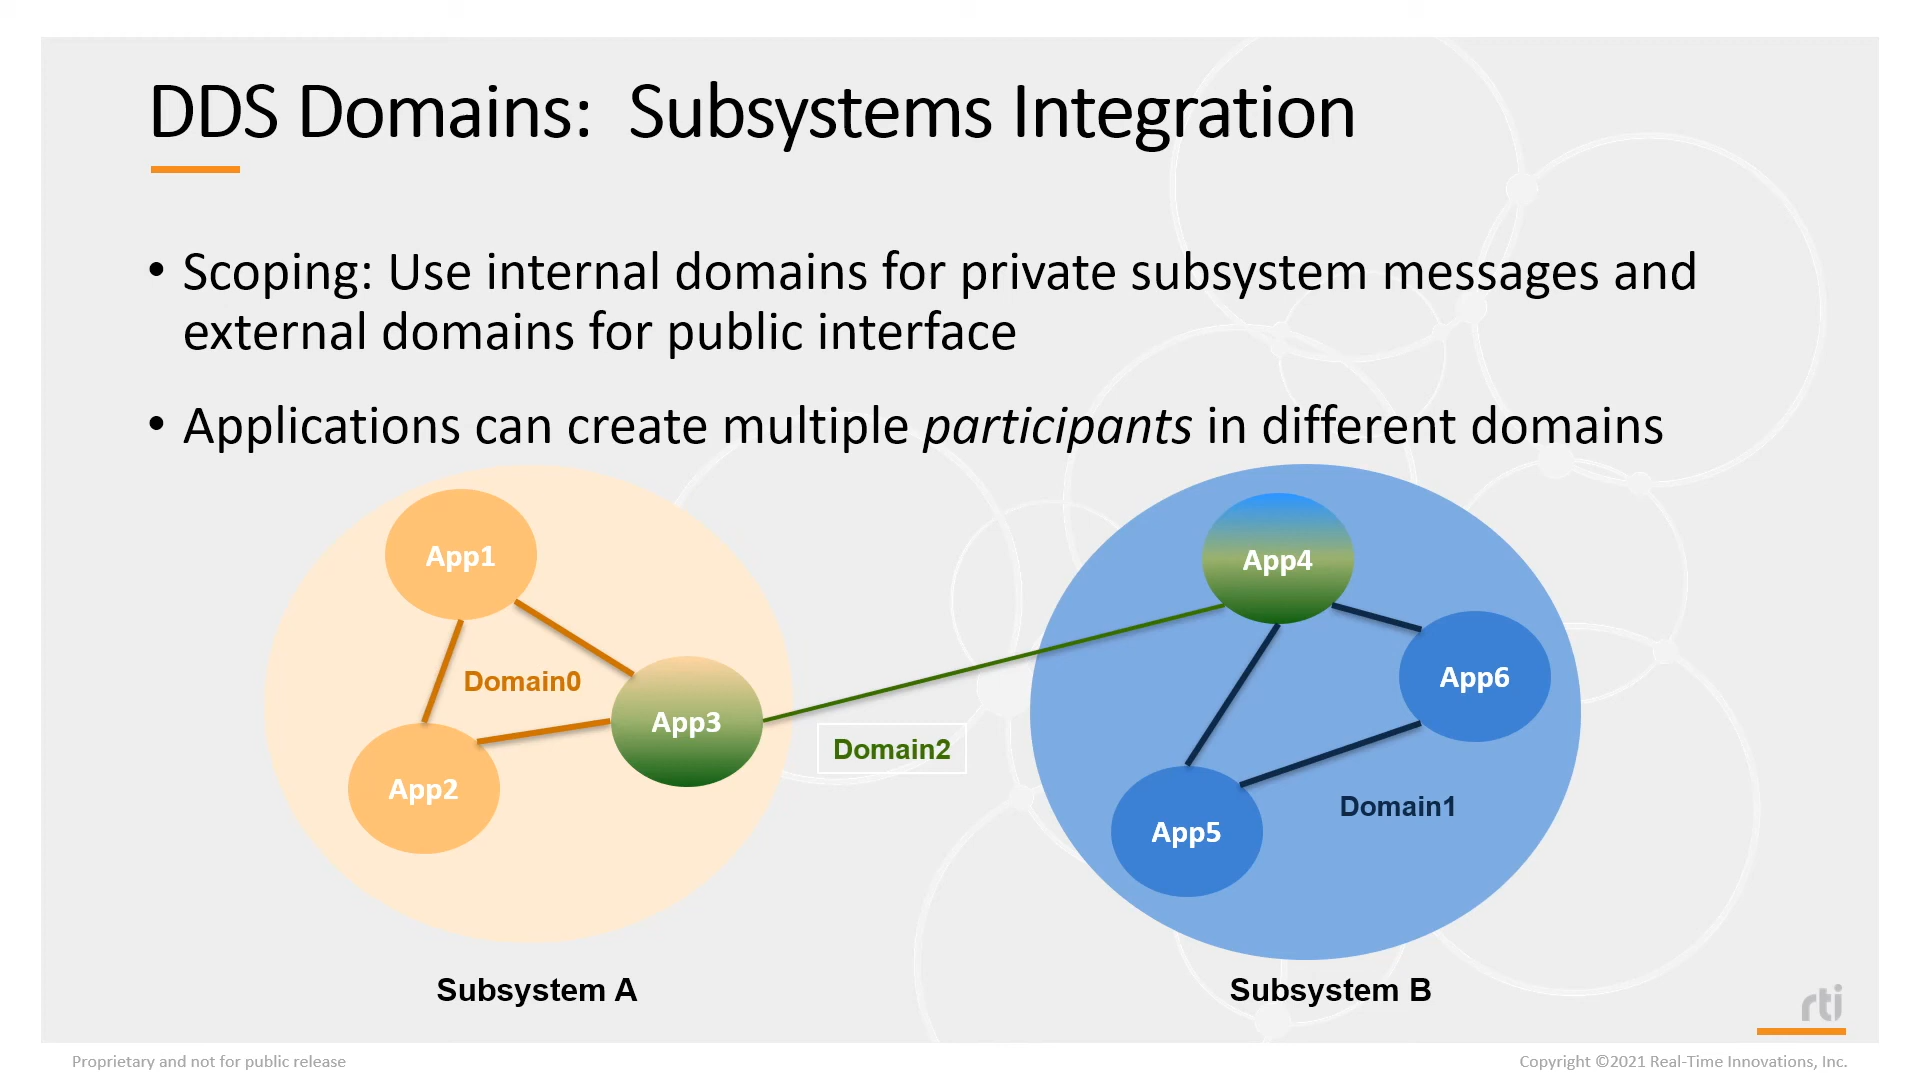 DDS Domains:  Subsystems Integration
• Scoping: Use internal domains for private subsystem messages and
external domains for public interface
• Applications can create multiple participants in different domains
App1
App4
Domain0
App6
App3
Domain2
App2
Domain1
App5
Subsystem A
Subsystem B
rti
Proprietary and not for public release
Copyright ©2021 Real-Time Innovations, Inc.